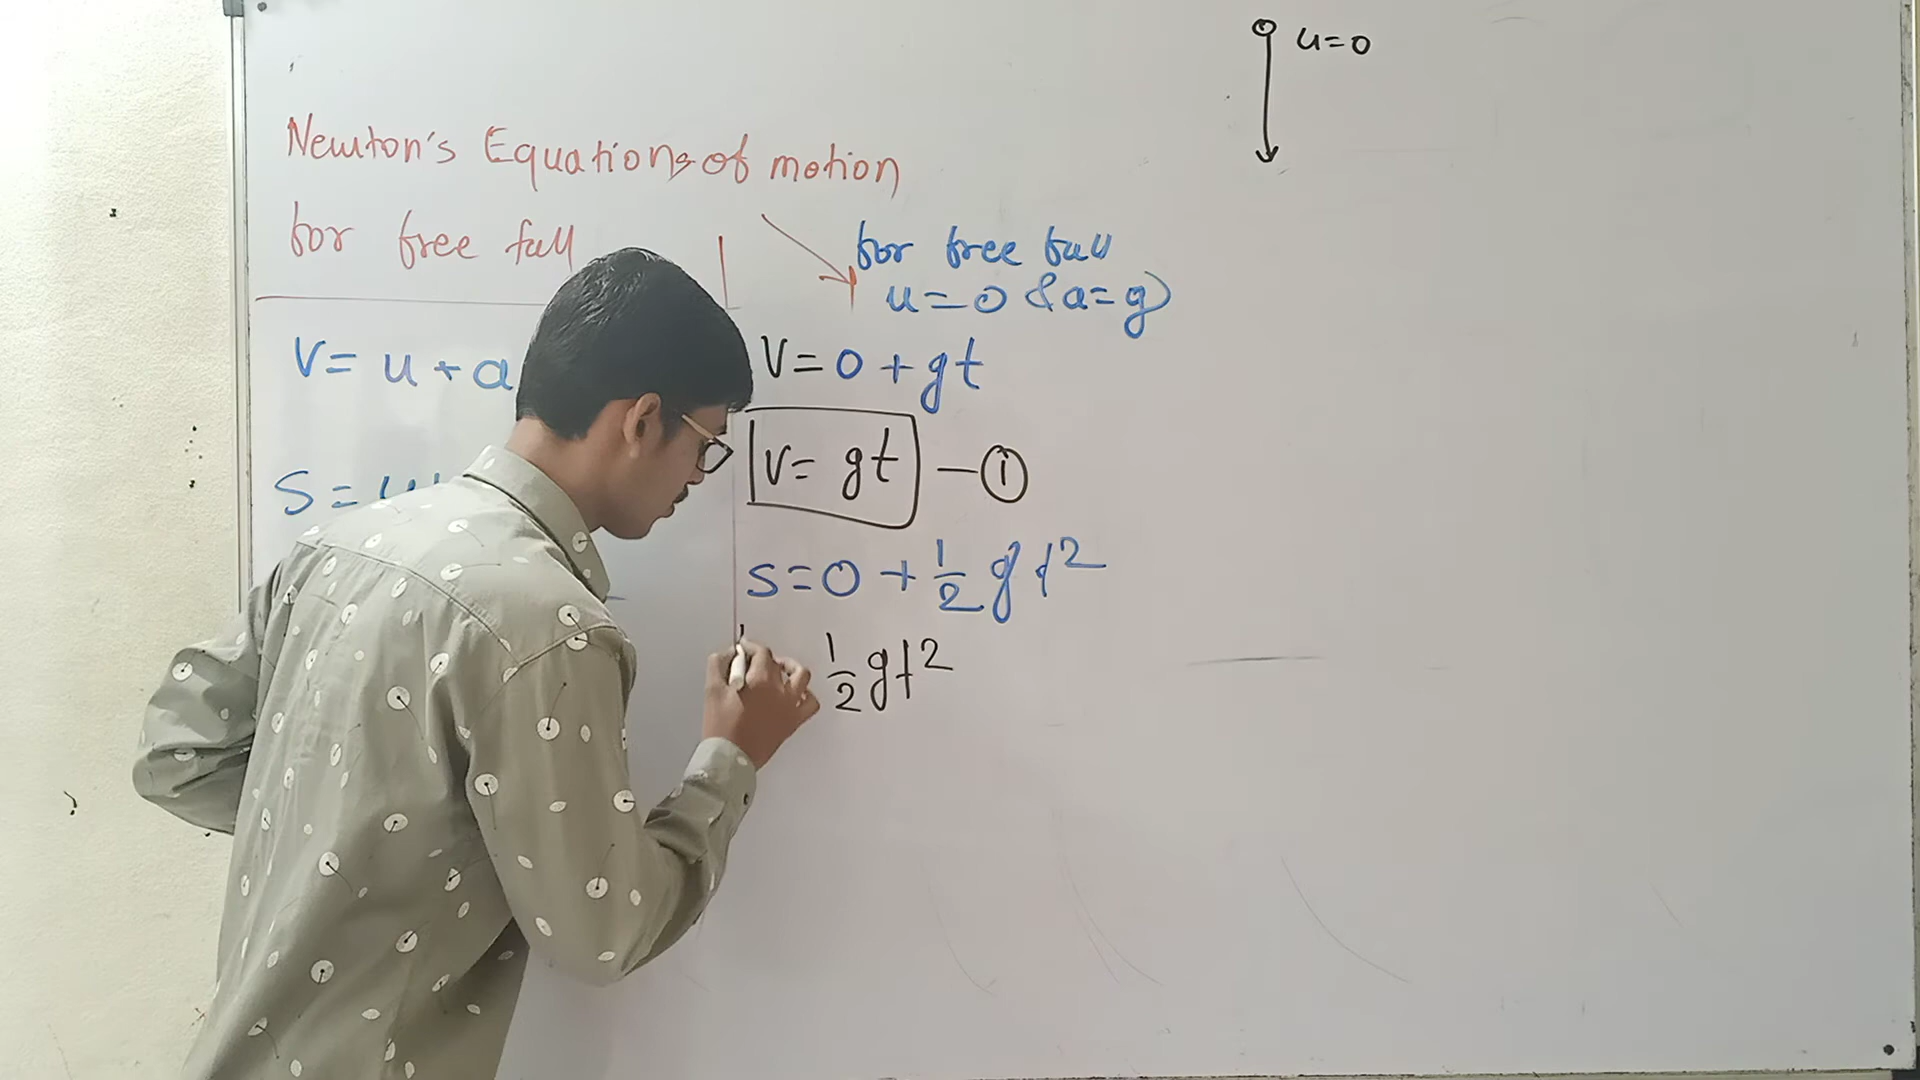 u=0
Newton's Equations of motion
for free fall
for free fall
u=0 & a=g
V= u + a
V=0+gt
V= gt —①
S=
S=0+½gt²
½gt²